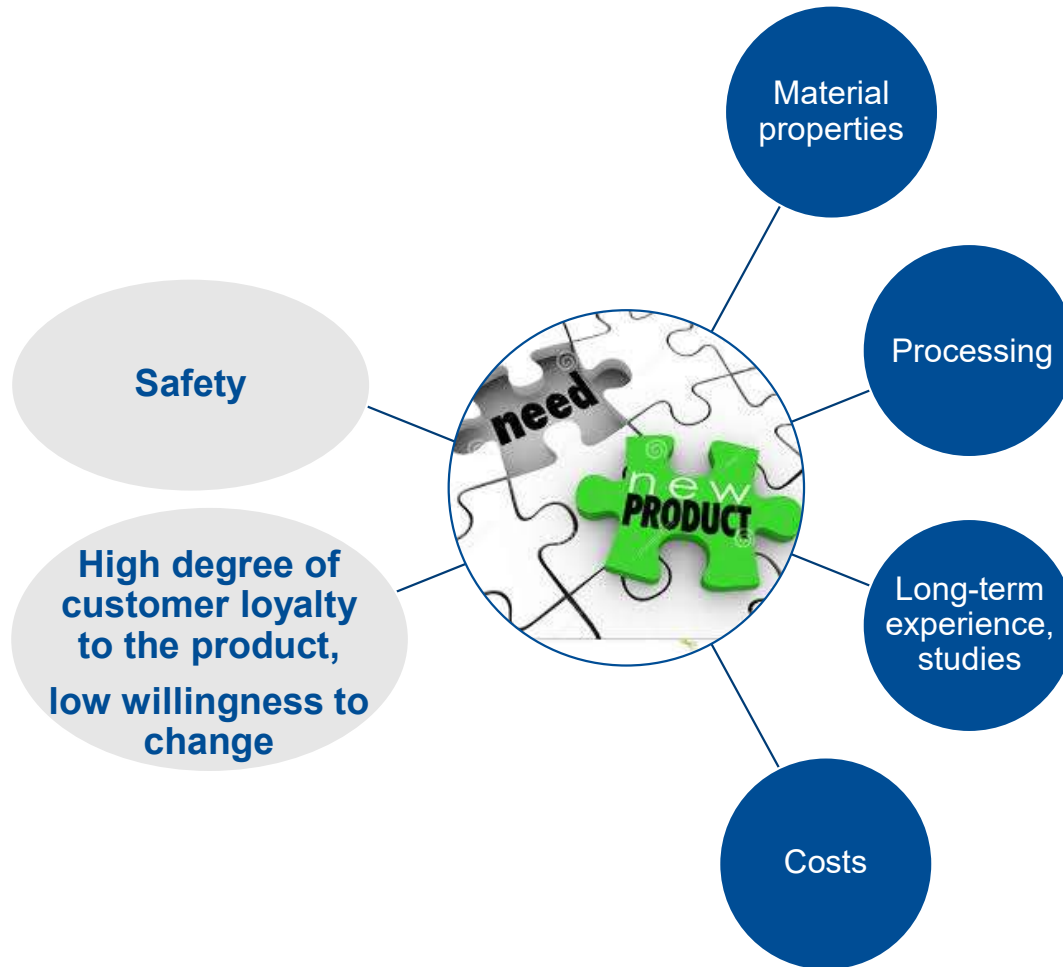 Material
properties
Processing
Safety
need
new
PRODUCT
High degree of
customer loyalty
to the product,
low willingness to
change
Long-term
experience,
studies
Costs